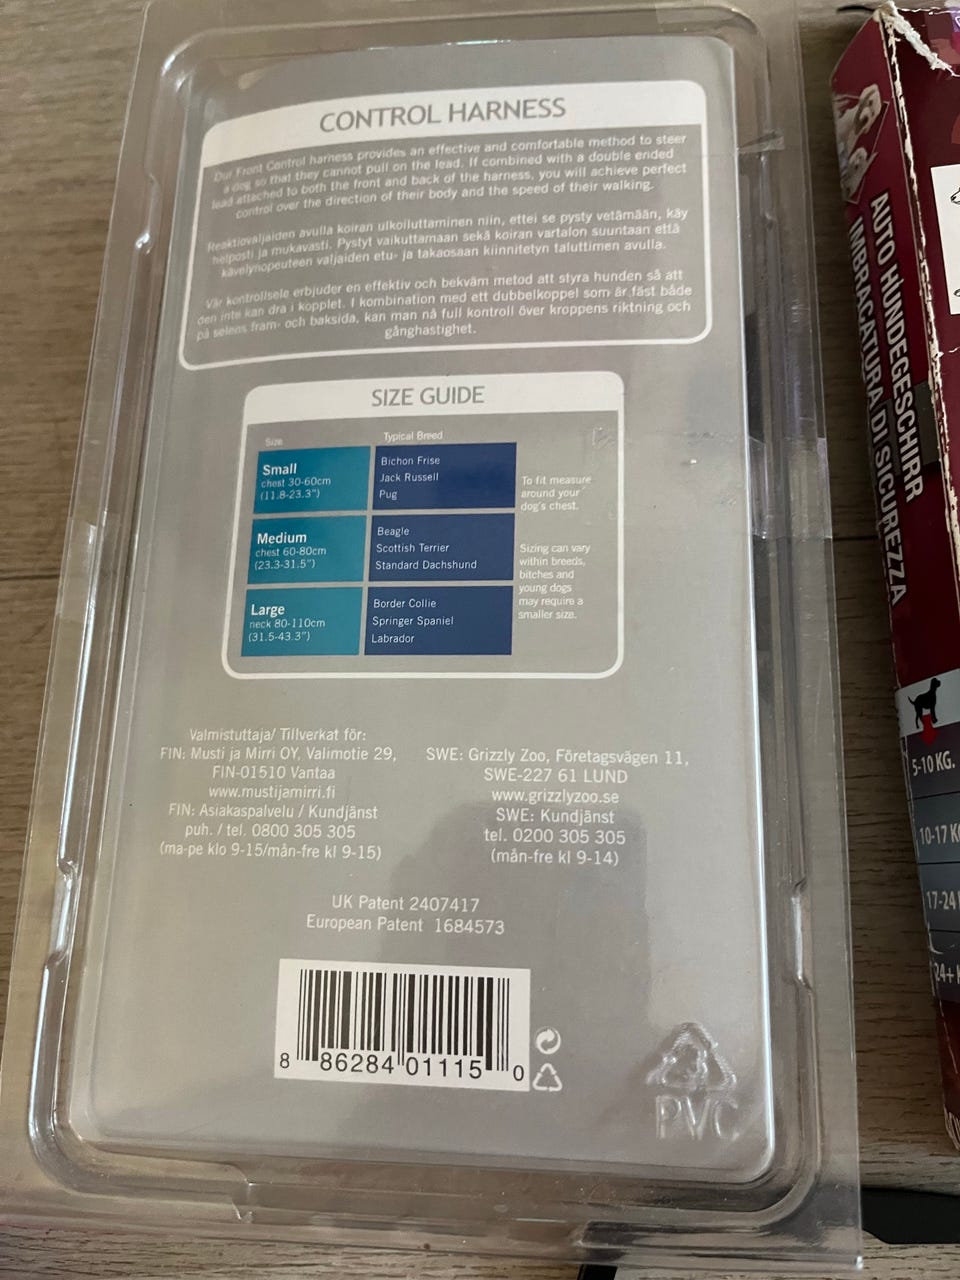 CONTROL HARNESS
Our Front Control harness provides an effective and comfortable method to steer
a dog so that they cannot pull on the lead. If combined with a double ended
lead attached to both the front and back of the harness, you will achieve perfect
control over the direction of their body and the speed of their walking.
Reaktiovaljaiden avulla koiran ulkoiluttaminen niin, ettei se pysty vetämään, käy
helposti ja mukavasti. Pystyt vaikuttamaan sekä koiran vartalon suuntaan että
kävelynopeuteen valjaiden etu- ja takaosaan kiinnitetyn taluttimen avulla.
Vår kontrollsele erbjuder en effektiv och bekväm metod att styra hunden så att
den inte kan dra i kopplet. I kombination med ett dubbelkoppel som är fäst både
på selens fram- och baksida, kan man nå full kontroll över kroppens riktning och
gånghastighet.
SIZE GUIDE
Size
Typical Breed
Small
chest 30-60cm
(11.8-23.3")
Bichon Frise
Jack Russell
Pug
Medium
chest 60-80cm
(23.3-31.5")
Beagle
Scottish Terrier
Standard Dachshund
Large
neck 80-110cm
(31.5-43.3")
Border Collie
Springer Spaniel
Labrador
To fit measure
around your
dog's chest.
Sizing can vary
within breeds,
bitches and
young dogs
may require a
smaller size.
Valmistuttaja/ Tillverkat för:
FIN: Musti ja Mirri OY, Valimotie 29,
FIN-01510 Vantaa
www.mustijamirri.fi
FIN: Asiakaspalvelu / Kundjänst
puh. / tel. 0800 305 305
(ma-pe klo 9-15/mån-fre kl 9-15)
SWE: Grizzly Zoo, Företagsvägen 11,
SWE-227 61 LUND
www.grizzlyzoo.se
SWE: Kundjänst
tel. 0200 305 305
(mån-fre kl 9-14)
UK Patent 2407417
European Patent 1684573
8 86284 01115 0
PVC
AUTO HUNDEGESCHIRR
IMBRACATURA DI SICUREZZA
5-10 KG.
10-17 K
17-24
24+